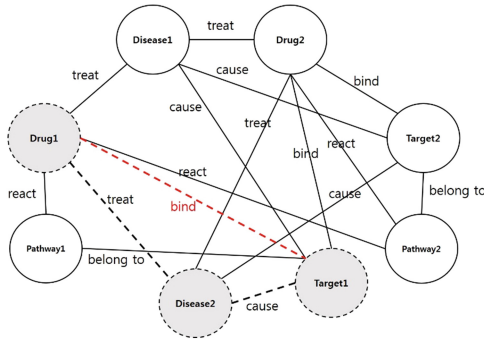 treat
Disease1
Drug2
treat
cause
bind
cause
treat
Drug1
Target2
bind
react
react
react
treat
bind
cause
belong to
Pathway1
belong to
Pathway2
Disease2
Target1
cause